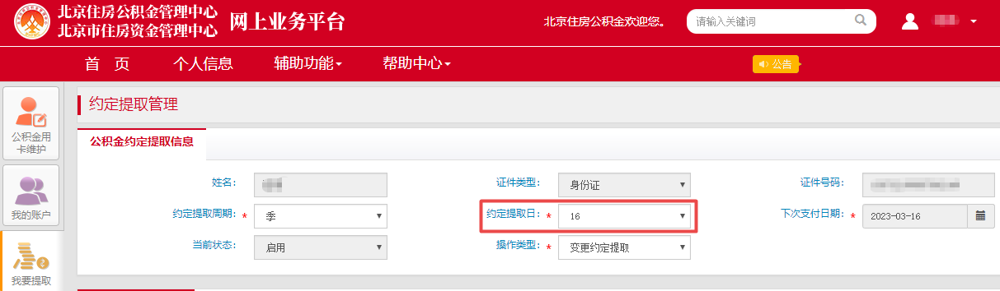 北京住房公积金管理中心
北京市住房资金管理中心
网上业务平台
北京住房公积金欢迎您。
请输入关键词
首 页
个人信息
辅助功能
帮助中心
公告
公积金用
卡维护
我的账户
我要提取
约定提取管理
公积金约定提取信息
姓名:
证件类型: 身份证
证件号码:
约定提取周期: * 季
约定提取日: * 16
下次支付日期: * 2023-03-16
当前状态: 启用
操作类型: * 变更约定提取